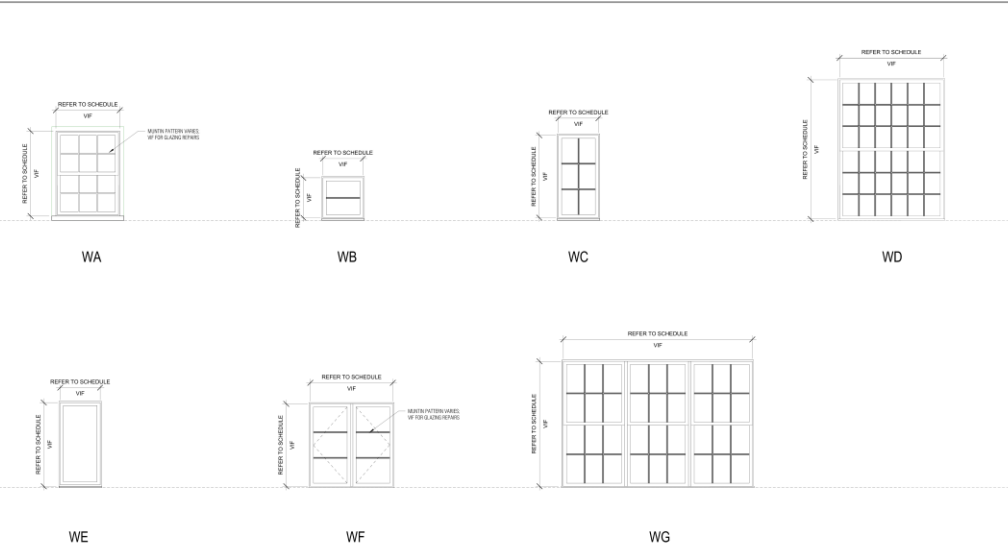 REFER TO SCHEDULE
VIF
REFER TO SCHEDULE
VIF
MUNTIN PATTERN VARIES,
VIF FOR GLAZING REPAIRS
WA
REFER TO SCHEDULE
VIF
REFER TO SCHEDULE
VIF
WB
REFER TO SCHEDULE
VIF
REFER TO SCHEDULE
VIF
WC
REFER TO SCHEDULE
VIF
REFER TO SCHEDULE
VIF
WD
REFER TO SCHEDULE
VIF
REFER TO SCHEDULE
VIF
WE
REFER TO SCHEDULE
VIF
REFER TO SCHEDULE
VIF
MUNTIN PATTERN VARIES,
VIF FOR GLAZING REPAIRS
WF
REFER TO SCHEDULE
VIF
REFER TO SCHEDULE
VIF
WG